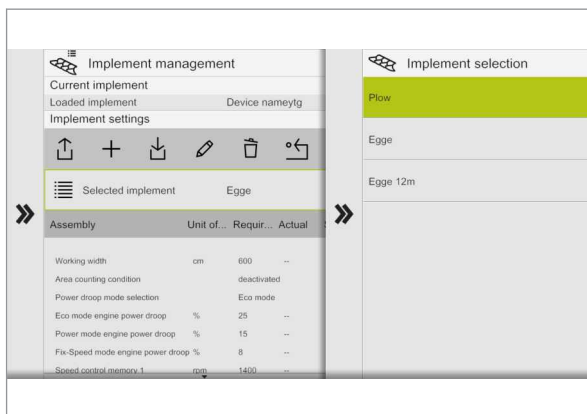 Implement management
Current implement
Loaded implement Device nameytg
Implement settings
Selected implement Egge
Assembly Unit of... Requir... Actual
Working width cm 600 --
Area counting condition deactivated
Power droop mode selection Eco mode
Eco mode engine power droop % 25 --
Power mode engine power droop % 15 --
Fix-Speed mode engine power droop % 8 --
Speed control memory 1 rpm 1400 --
Implement selection
Plow
Egge
Egge 12m